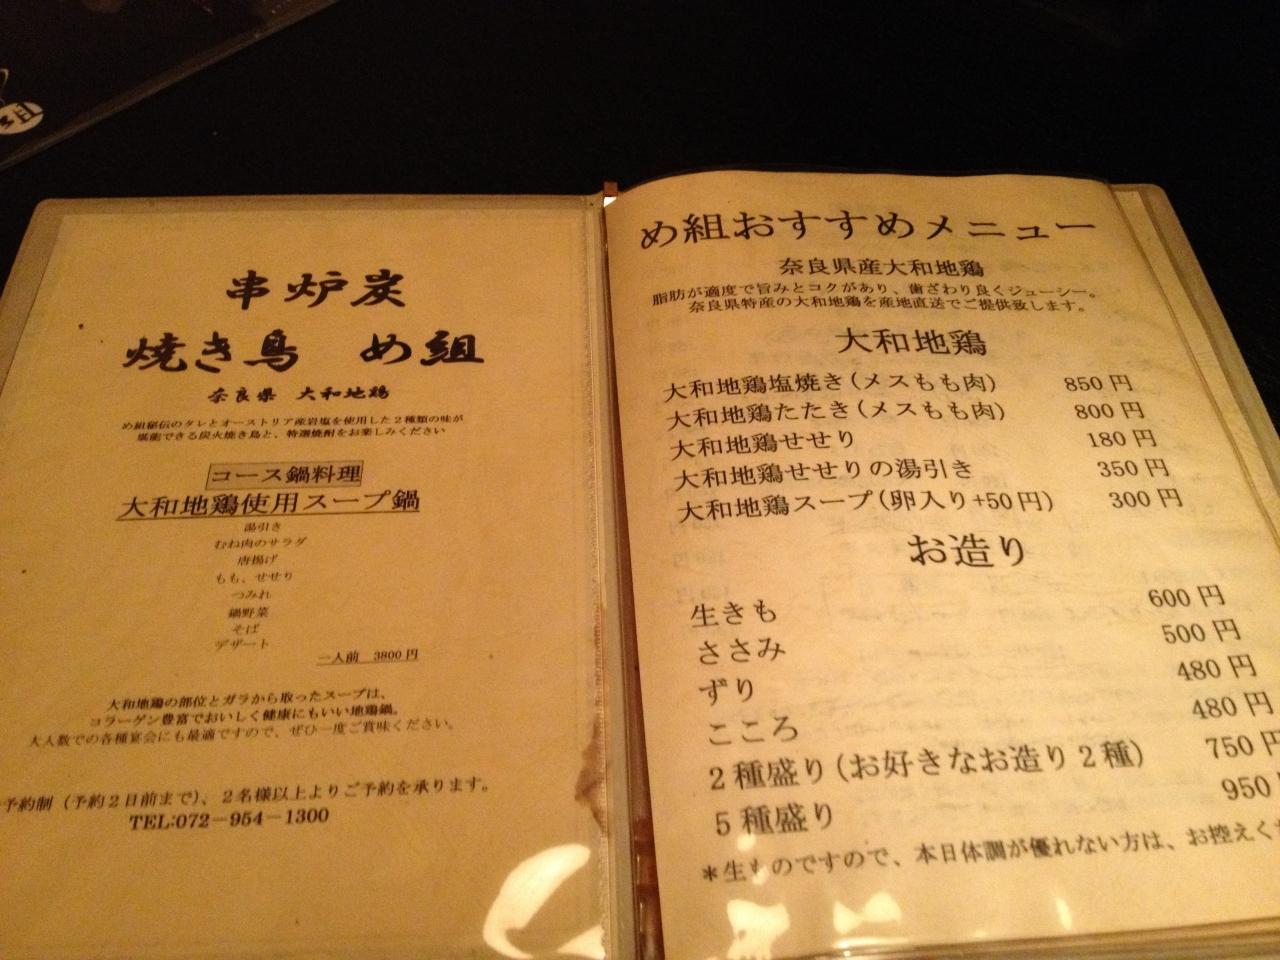 串炉炭
焼き鳥 め組
奈良県 大和地鶏
め組秘伝のタレとオーストリア産岩塩を使用した2種類の味が
堪能できる炭火焼き鳥と、特選焼酎をお楽しみください
コース鍋料理
大和地鶏使用スープ鍋
湯引き
むね肉のサラダ
唐揚げ
もも、せせり
つみれ
鍋野菜
そば
デザート
一人前 3800円
大和地鶏の部位とガラから取ったスープは、
コラーゲン豊富でおいしく健康にもいい地鶏鍋。
大人数での各種宴会にも最適ですので、ぜひ一度ご賞味ください。
予約制（予約2日前まで）、2名様以上よりご予約を承ります。
TEL:072－954－1300
め組おすすめメニュー
奈良県産大和地鶏
脂肪が適度で旨みとコクがあり、歯ざわり良くジューシー。
奈良県特産の大和地鶏を産地直送でご提供致します。
大和地鶏
大和地鶏塩焼き（メスもも肉） 850円
大和地鶏たたき（メスもも肉） 800円
大和地鶏せせり 180円
大和地鶏せせりの湯引き 350円
大和地鶏スープ（卵入り+50円） 300円
お造り
生きも 600円
ささみ 500円
ずり 480円
こころ 480円
2種盛り（お好きなお造り2種） 750円
5種盛り 950
＊生ものですので、本日体調が優れない方は、お控えくだ
組